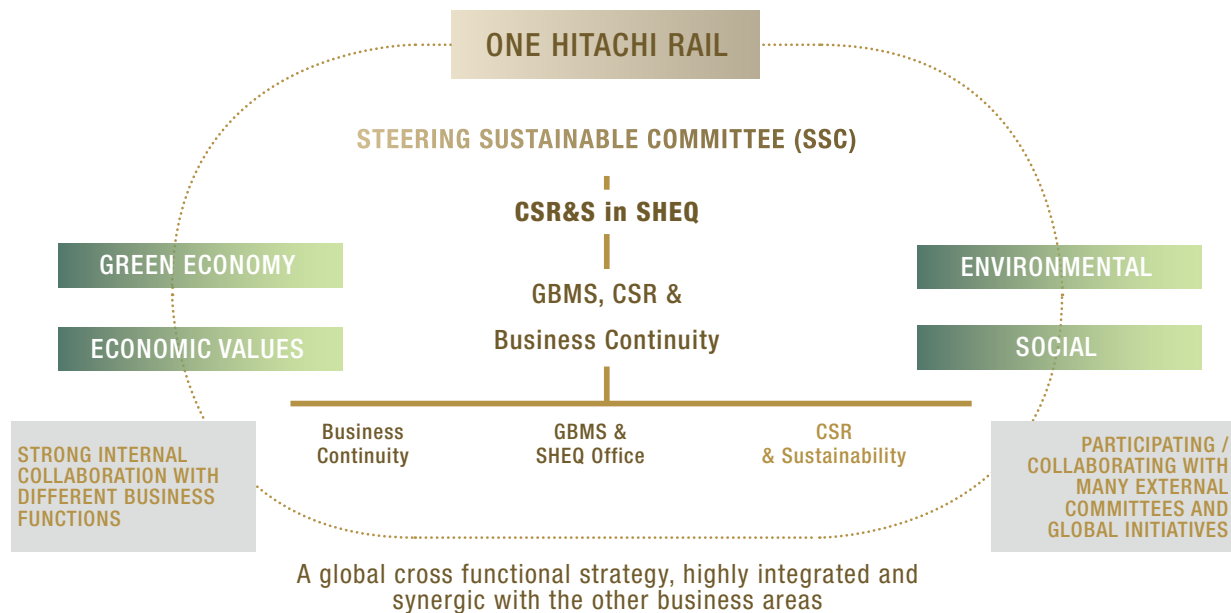 ONE HITACHI RAIL
STEERING SUSTAINABLE COMMITTEE (SSC)
CSR&S in SHEQ
GREEN ECONOMY
ECONOMIC VALUES
GBMS, CSR &
Business Continuity
ENVIRONMENTAL
SOCIAL
Business
Continuity
GBMS &
SHEQ Office
CSR
& Sustainability
STRONG INTERNAL
COLLABORATION WITH
DIFFERENT BUSINESS
FUNCTIONS
PARTICIPATING /
COLLABORATING WITH
MANY EXTERNAL
COMMITTEES AND
GLOBAL INITIATIVES
A global cross functional strategy, highly integrated and
synergic with the other business areas